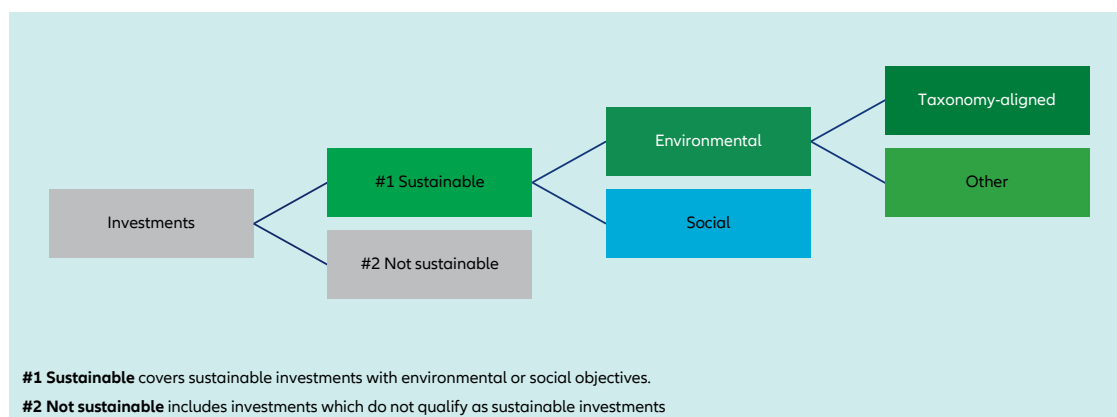 Taxonomy-aligned
Environmental
#1 Sustainable
Other
Investments
Social
#2 Not sustainable
#1 Sustainable covers sustainable investments with environmental or social objectives.
#2 Not sustainable includes investments which do not qualify as sustainable investments